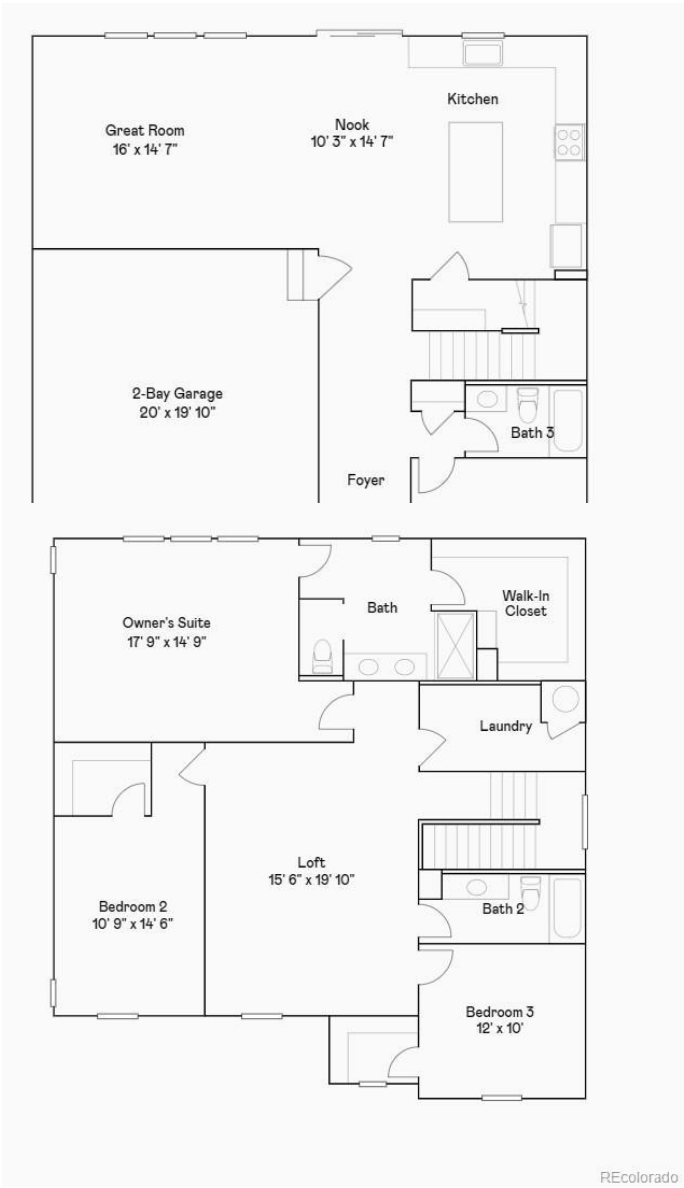 Kitchen
Great Room
16' x 14' 7"
Nook
10' 3" x 14' 7"
2-Bay Garage
20' x 19' 10"
Bath 3
Foyer
Owner's Suite
17' 9" x 14' 9"
Bath
Walk-In
Closet
Laundry
Loft
15' 6" x 19' 10"
Bedroom 2
10' 9" x 14' 6"
Bath 2
Bedroom 3
12' x 10'
REcolorado